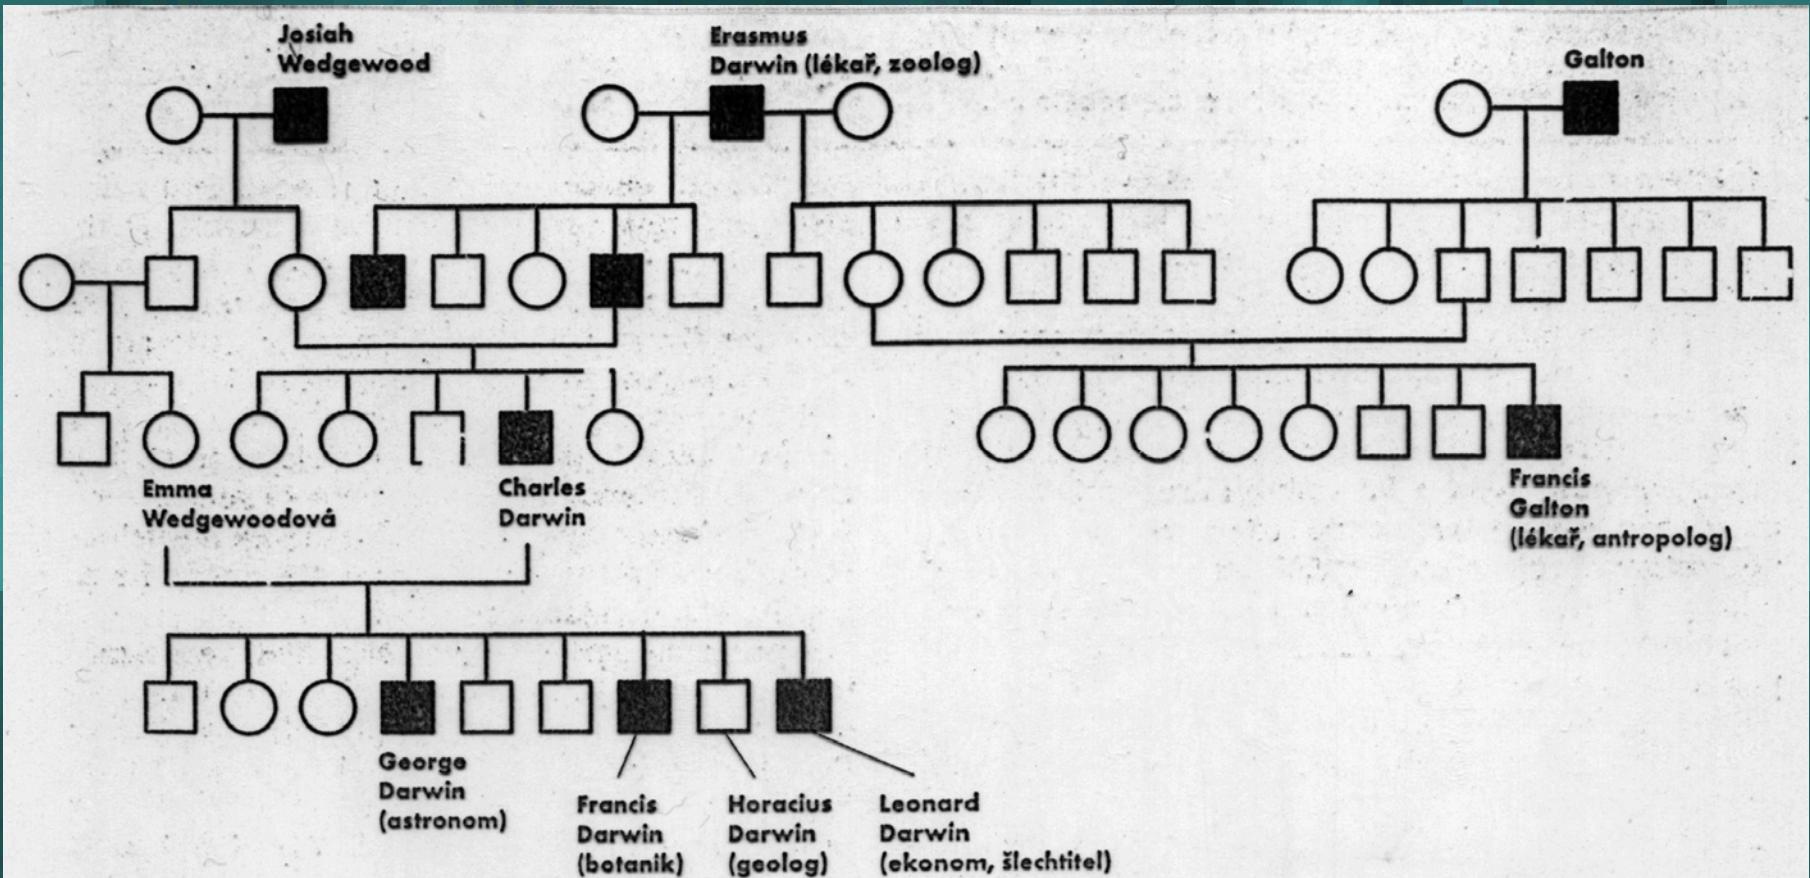 Josiah
Wedgewood
Erasmus
Darwin (lékař, zoolog)
Galton
Emma
Wedgewoodová
Charles
Darwin
Francis
Galton
(lékař, antropolog)
George
Darwin
(astronom)
Francis
Darwin
(botanik)
Horacius
Darwin
(geolog)
Leonard
Darwin
(ekonom, šlechtitel)